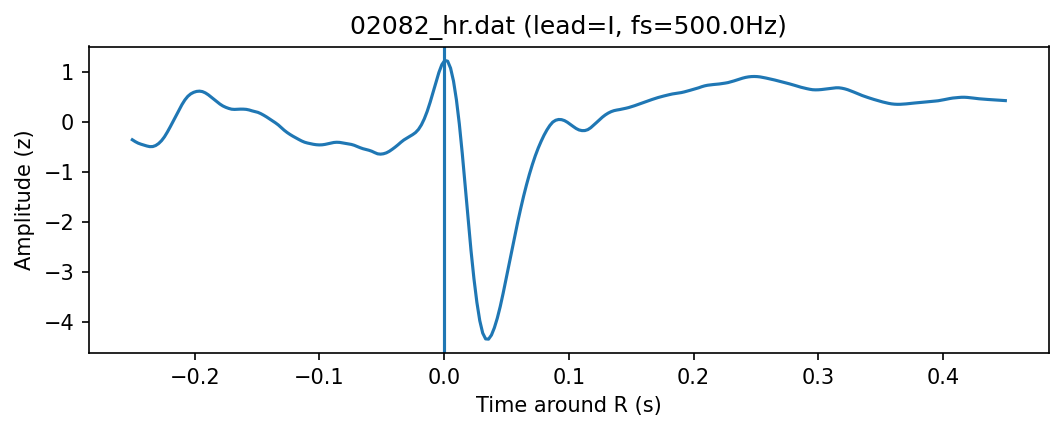 02082_hr.dat (lead=I, fs=500.0Hz)
Amplitude (z)
1
0
−1
−2
−3
−4
−0.2 −0.1 0.0 0.1 0.2 0.3 0.4
Time around R (s)